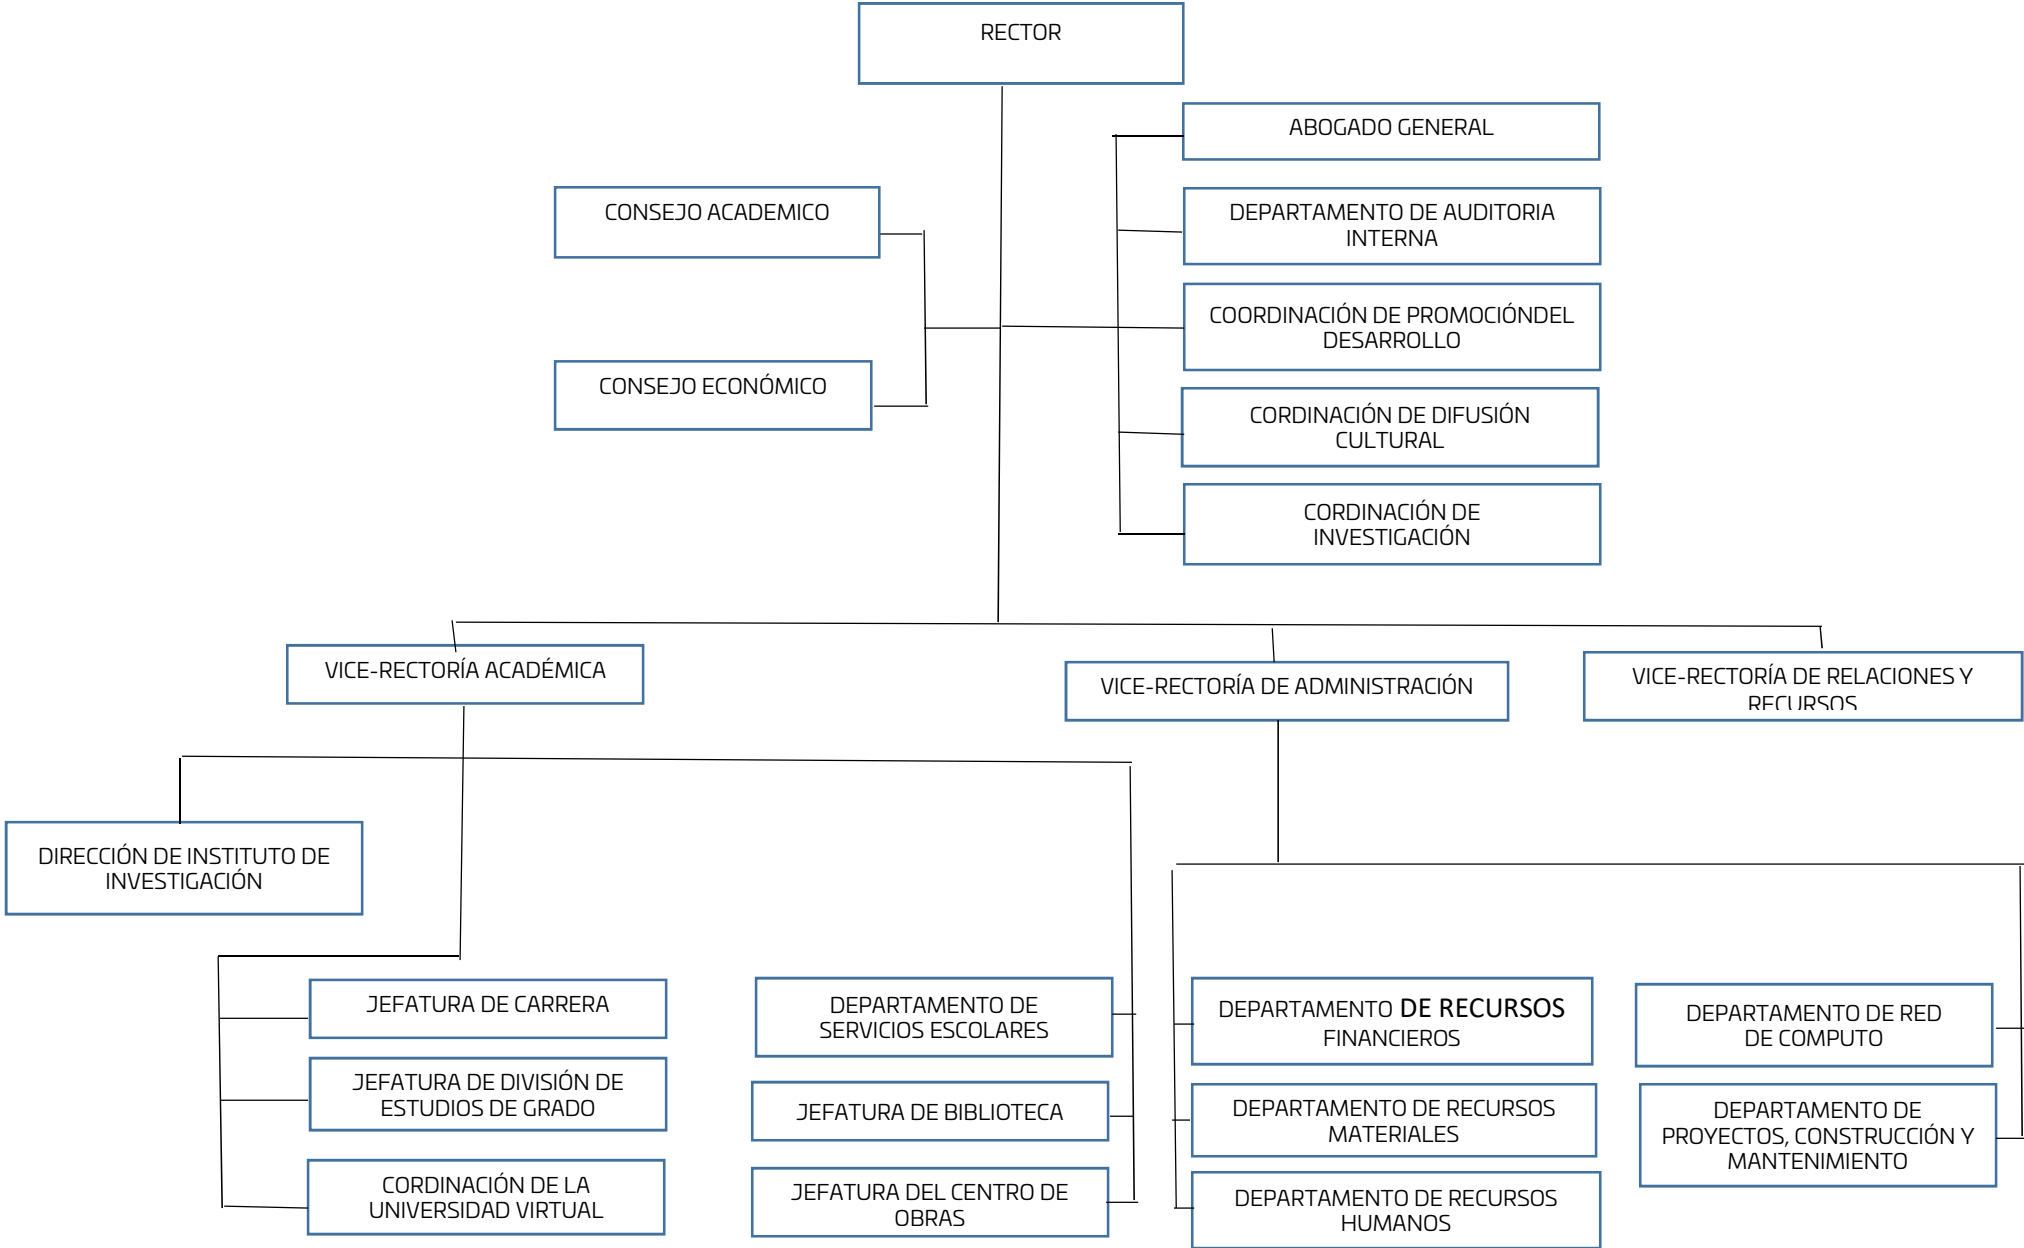 RECTOR
ABOGADO GENERAL
CONSEJO ACADEMICO
DEPARTAMENTO DE AUDITORIA
INTERNA
COORDINACIÓN DE PROMOCIÓNDEL
DESARROLLO
CONSEJO ECONÓMICO
CORDINACIÓN DE DIFUSIÓN
CULTURAL
CORDINACIÓN DE
INVESTIGACIÓN
VICE-RECTORÍA ACADÉMICA
VICE-RECTORÍA DE ADMINISTRACIÓN
VICE-RECTORÍA DE RELACIONES Y
RECURSOS
DIRECCIÓN DE INSTITUTO DE
INVESTIGACIÓN
JEFATURA DE CARRERA
JEFATURA DE DIVISIÓN DE
ESTUDIOS DE GRADO
CORDINACIÓN DE LA
UNIVERSIDAD VIRTUAL
DEPARTAMENTO DE
SERVICIOS ESCOLARES
JEFATURA DE BIBLIOTECA
JEFATURA DEL CENTRO DE
OBRAS
DEPARTAMENTO DE RECURSOS
FINANCIEROS
DEPARTAMENTO DE RECURSOS
MATERIALES
DEPARTAMENTO DE RECURSOS
HUMANOS
DEPARTAMENTO DE RED
DE COMPUTO
DEPARTAMENTO DE
PROYECTOS, CONSTRUCCIÓN Y
MANTENIMIENTO